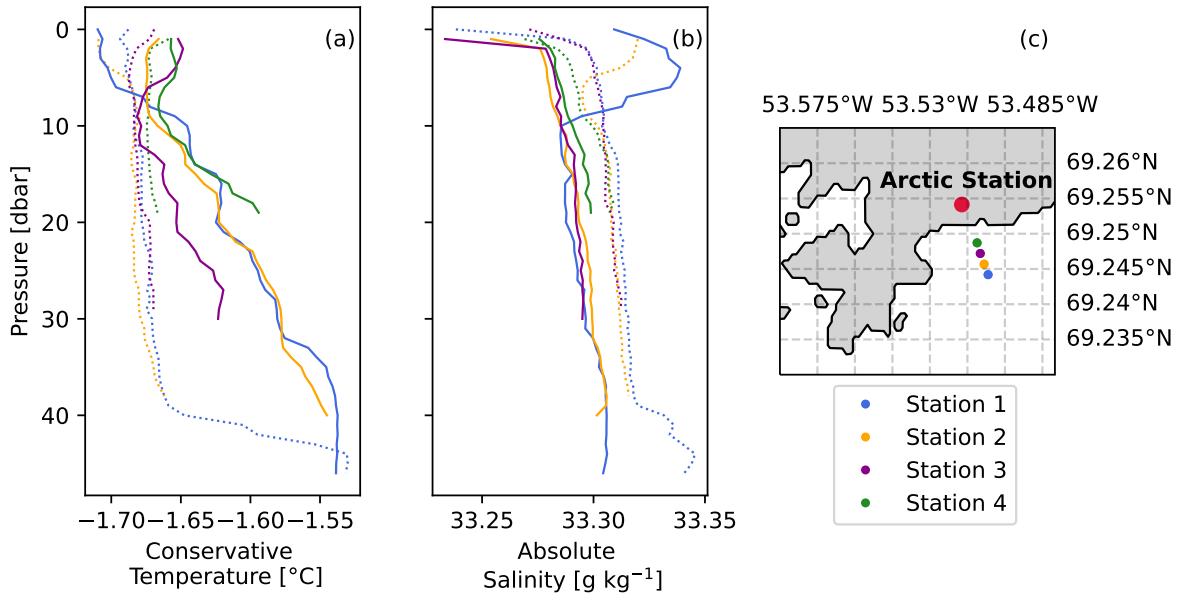 (a)
0
10
20
30
40
Pressure [dbar]
−1.70 −1.65 −1.60 −1.55
Conservative
Temperature [°C]
(b)
33.25 33.30 33.35
Absolute
Salinity [g kg⁻¹]
(c)
53.575°W 53.53°W 53.485°W
69.26°N
Arctic Station
69.255°N
69.25°N
69.245°N
69.24°N
69.235°N
Station 1
Station 2
Station 3
Station 4